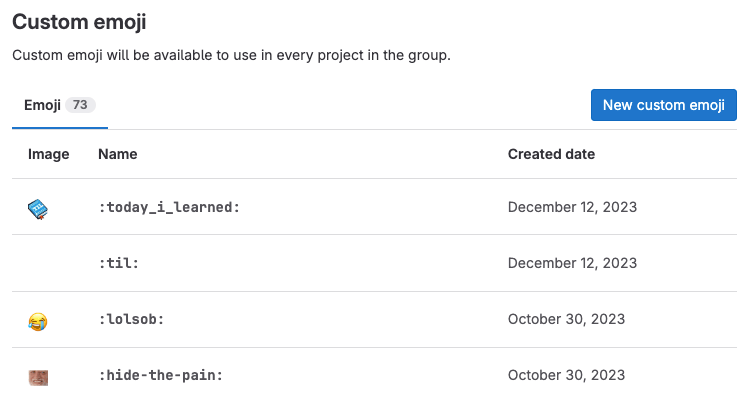 Custom emoji
Custom emoji will be available to use in every project in the group.
Emoji 73 New custom emoji
Image Name Created date
:today_i_learned: December 12, 2023
:til: December 12, 2023
:lolsob: October 30, 2023
:hide-the-pain: October 30, 2023